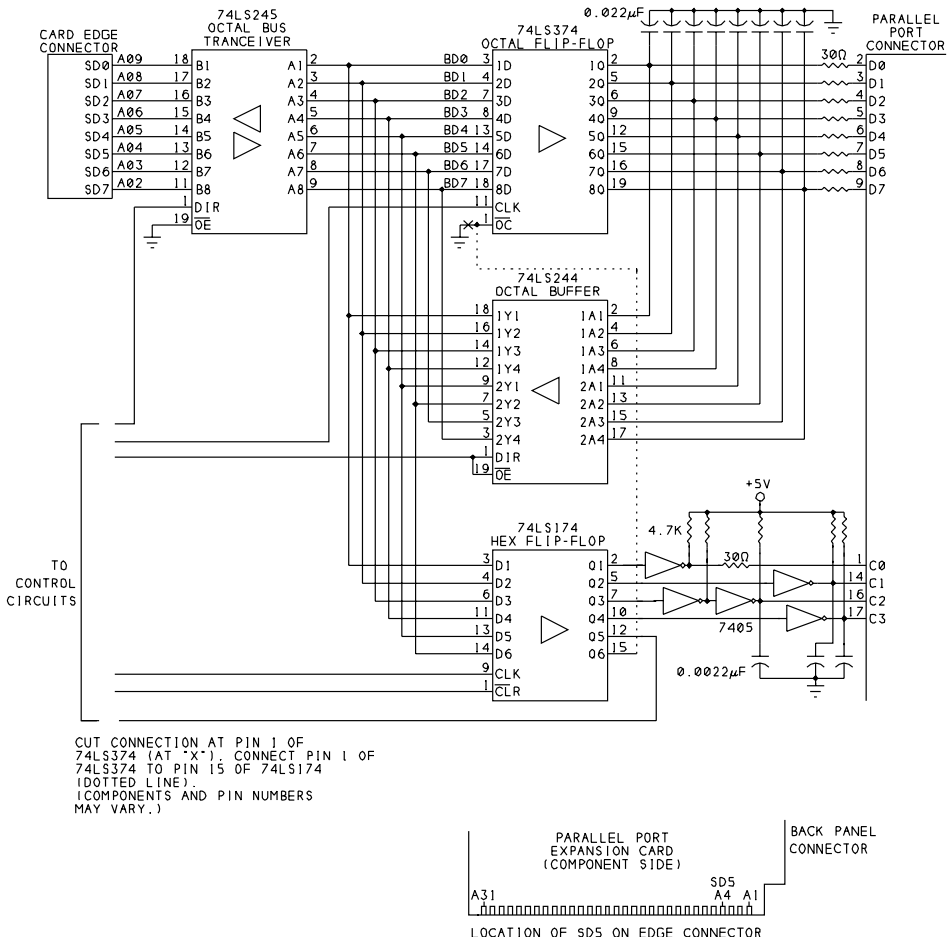 74LS245
OCTAL BUS
TRANCEIVER
CARD EDGE
CONNECTOR
SD0 A09 18 B1 A1 2
SD1 A08 17 B2 A2 3
SD2 A07 16 B3 A3 4
SD3 A06 15 B4 A4 5
SD4 A05 14 B5 A5 6
SD5 A04 13 B6 A6 7
SD6 A03 12 B7 A7 8
SD7 A02 11 B8 A8 9
1 DIR
19 OE
74LS374
OCTAL FLIP-FLOP
BD0 3 1D 1Q 2
BD1 4 2D 2Q 5
BD2 7 3D 3Q 6
BD3 8 4D 4Q 9
BD4 13 5D 5Q 12
BD5 14 6D 6Q 15
BD6 17 7D 7Q 16
BD7 18 8D 8Q 19
11 CLK
1 OC
0.022µF
PARALLEL
PORT
CONNECTOR
30Ω
2 D0
3 D1
4 D2
5 D3
6 D4
7 D5
8 D6
9 D7
74LS244
OCTAL BUFFER
18 1Y1 1A1 2
16 1Y2 1A2 4
14 1Y3 1A3 6
12 1Y4 1A4 8
9 2Y1 2A1 11
7 2Y2 2A2 13
5 2Y3 2A3 15
3 2Y4 2A4 17
1 DIR
19 OE
74LS174
HEX FLIP-FLOP
3 D1 Q1 2
4 D2 Q2 5
6 D3 Q3 7
11 D4 Q4 10
13 D5 Q5 12
14 D6 Q6 15
9 CLK
1 CLR
+5V
4.7K
30Ω
7405
0.0022µF
1 C0
14 C1
16 C2
17 C3
TO
CONTROL
CIRCUITS
CUT CONNECTION AT PIN 1 OF
74LS374 (AT "X"). CONNECT PIN 1 OF
74LS374 TO PIN 15 OF 74LS174
(DOTTED LINE).
(COMPONENTS AND PIN NUMBERS
MAY VARY.)
PARALLEL PORT
EXPANSION CARD
(COMPONENT SIDE)
BACK PANEL
CONNECTOR
SD5
A31 A4 A1
LOCATION OF SD5 ON EDGE CONNECTOR